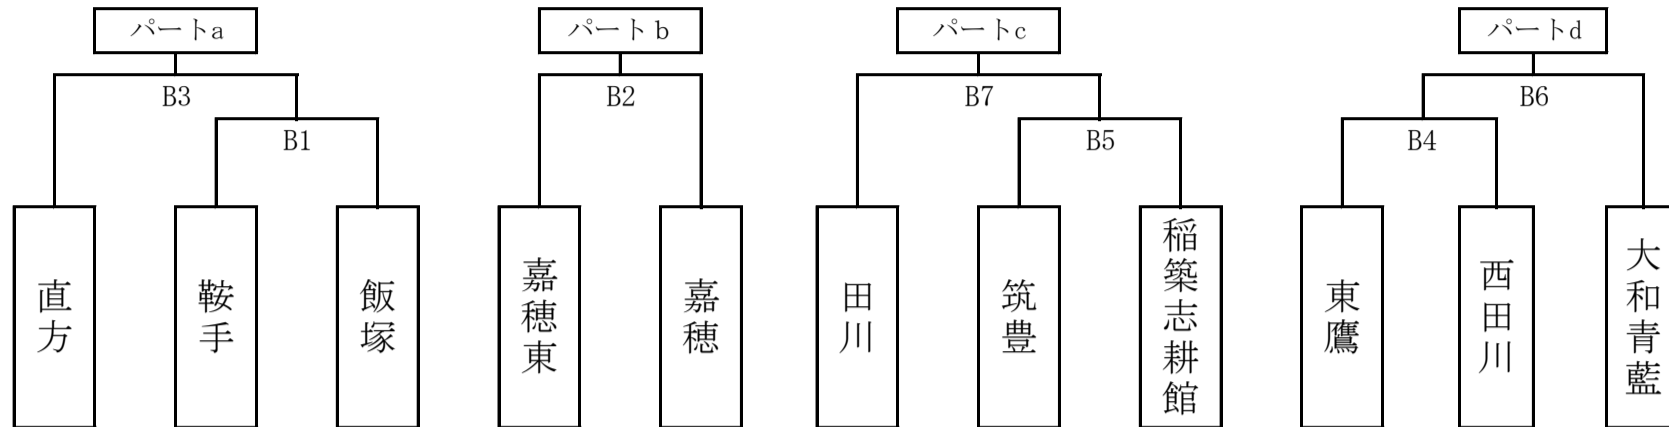 パートa
パートb
パートc
パートd
B3
B2
B7
B6
B1
B5
B4
直方
鞍手
飯塚
嘉穂東
嘉穂
田川
筑豊
稲築志耕館
東鷹
西田川
大和青藍